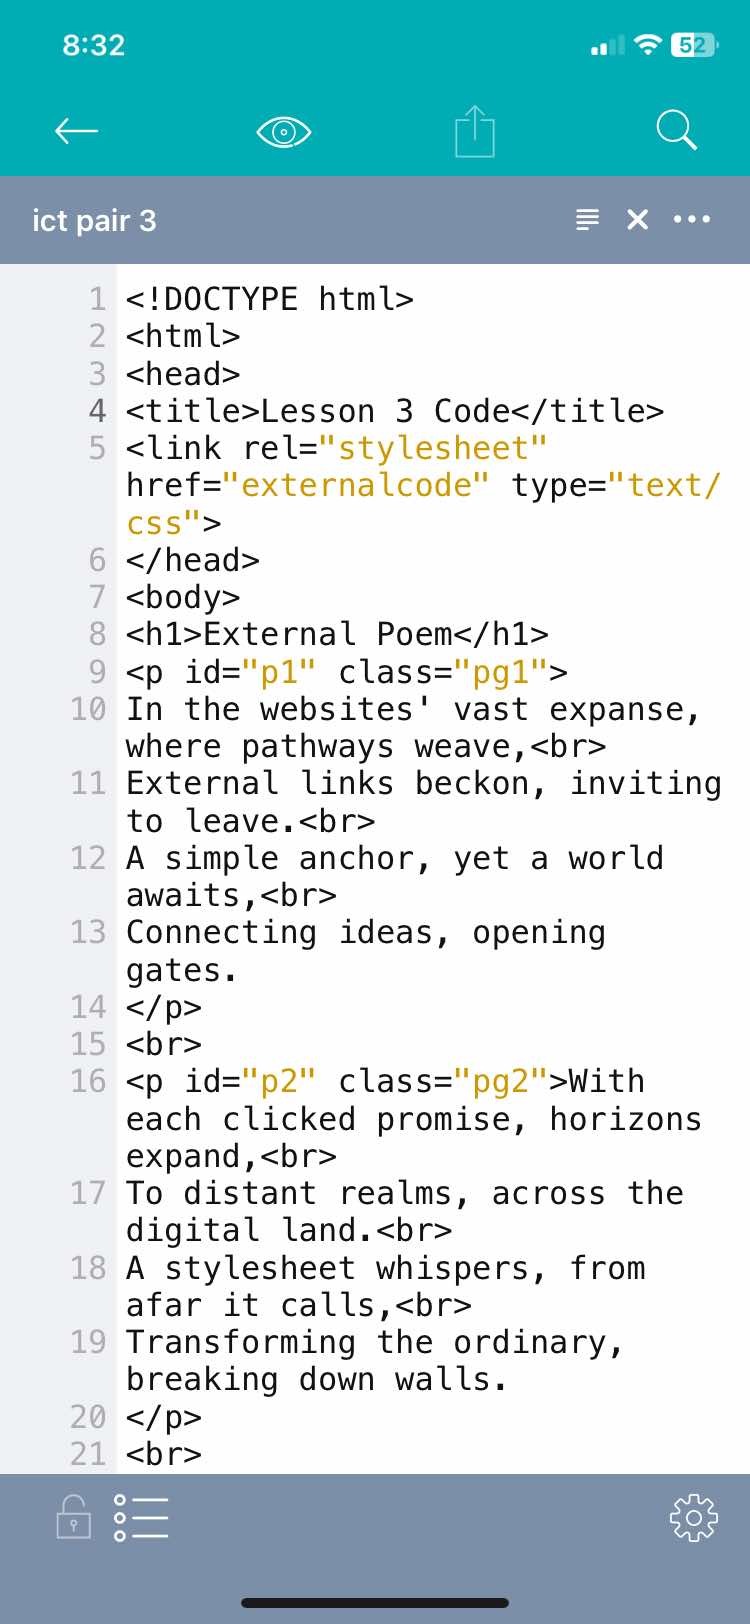 8:32
52
ict pair 3
1 <!DOCTYPE html>
2 <html>
3 <head>
4 <title>Lesson 3 Code</title>
5 <link rel="stylesheet"
href="externalcode" type="text/
css">
6 </head>
7 <body>
8 <h1>External Poem</h1>
9 <p id="p1" class="pg1">
10 In the websites' vast expanse,
where pathways weave,<br>
11 External links beckon, inviting
to leave.<br>
12 A simple anchor, yet a world
awaits,<br>
13 Connecting ideas, opening
gates.
14 </p>
15 <br>
16 <p id="p2" class="pg2">With
each clicked promise, horizons
expand,<br>
17 To distant realms, across the
digital land.<br>
18 A stylesheet whispers, from
afar it calls,<br>
19 Transforming the ordinary,
breaking down walls.
20 </p>
21 <br>